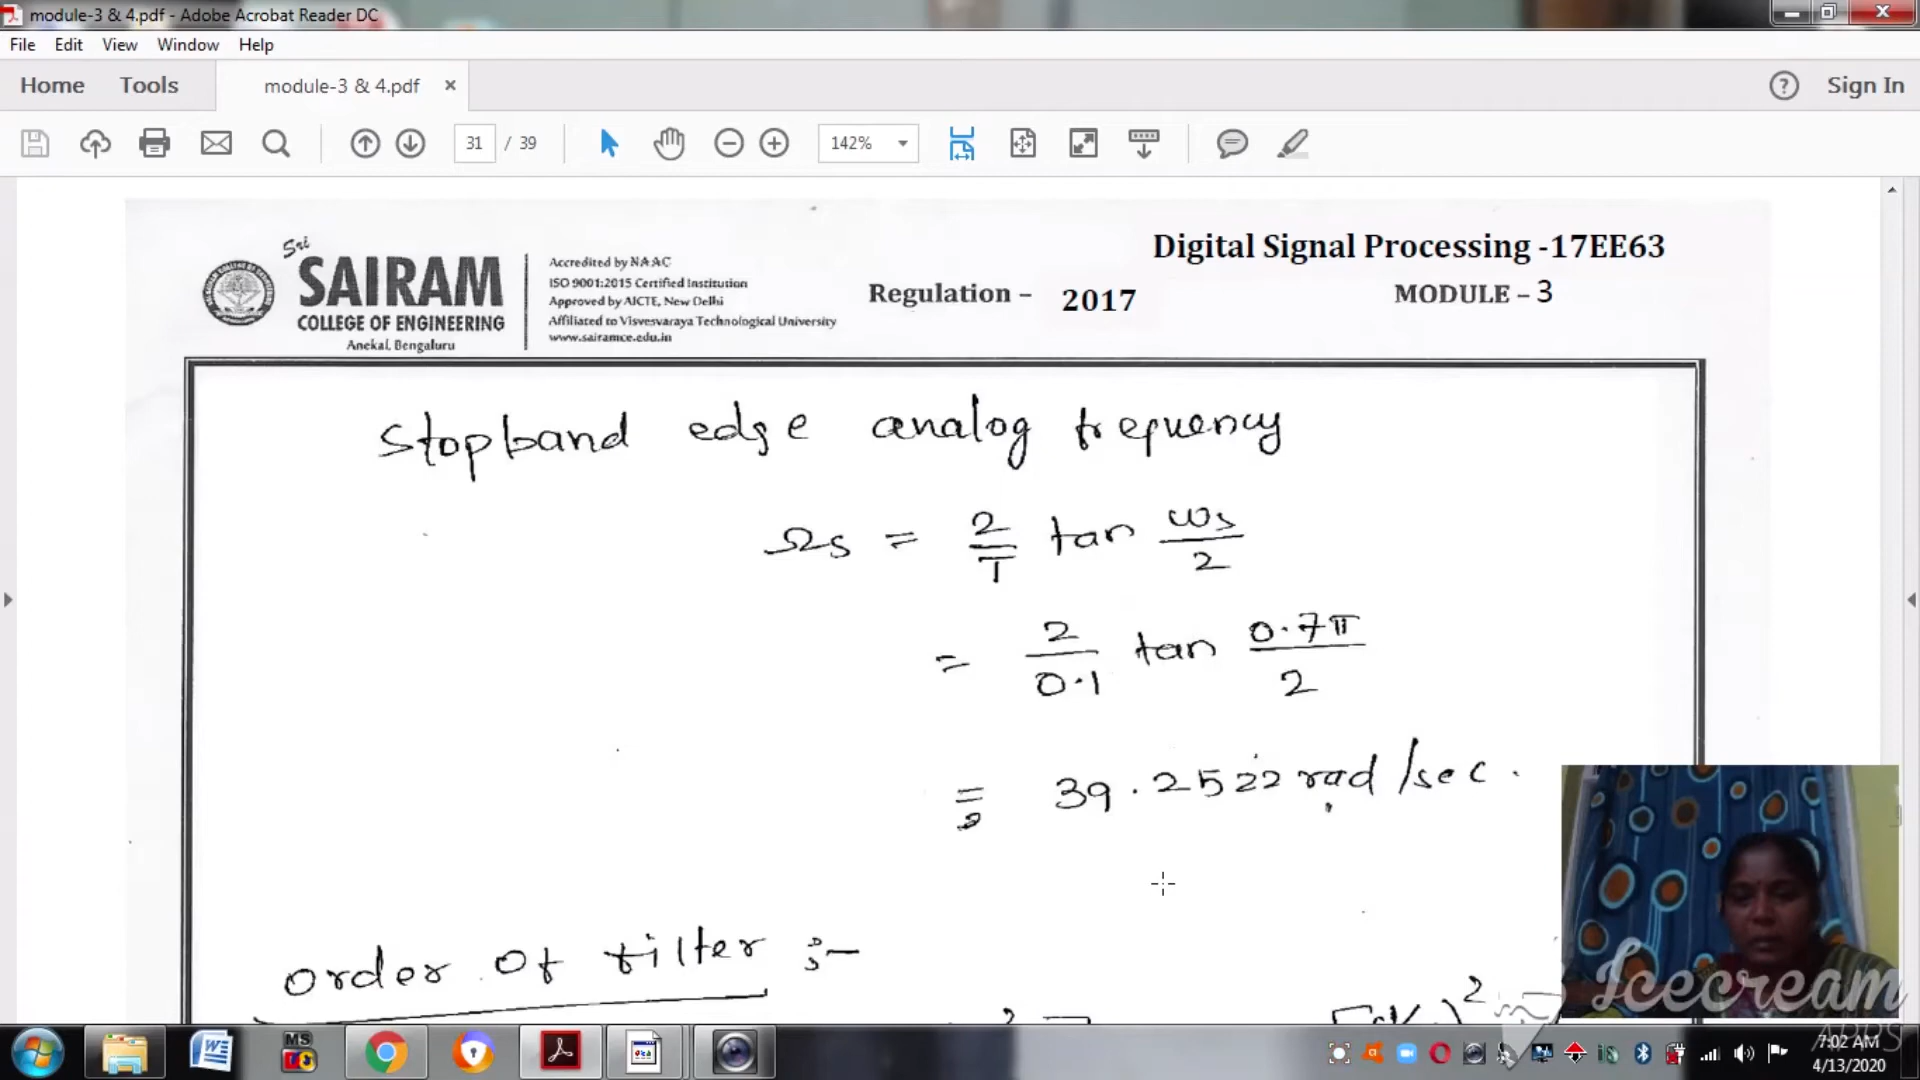 module-3 & 4.pdf - Adobe Acrobat Reader DC
File Edit View Window Help
Home Tools module-3 & 4.pdf × ? Sign In
31 / 39 142%
Sri
SAIRAM
COLLEGE OF ENGINEERING
Anekal, Bengaluru
Accredited by NAAC
ISO 9001:2015 Certified Institution
Approved by AICTE, New Delhi
Affiliated to Visvesvaraya Technological University
www.sairamce.edu.in
Regulation - 2017
Digital Signal Processing -17EE63
MODULE - 3
Stopband edge analog frequency
Ωs = 2/T tan ωs/2
= 2/0.1 tan 0.7π/2
= 39.2522 rad/sec.
order of filter :-
Icecream
APPS
MS
7:02 AM
4/13/2020